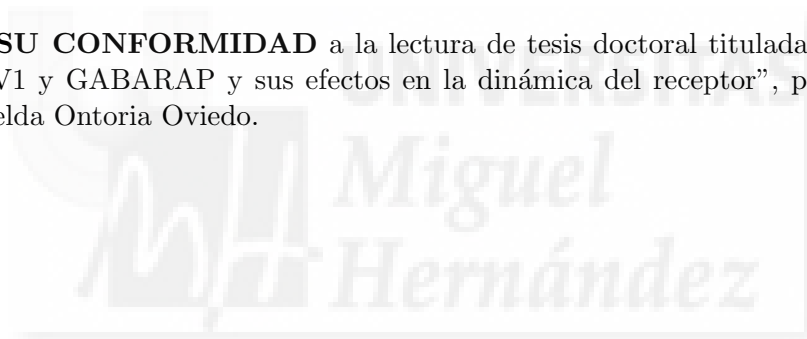 SU CONFORMIDAD a la lectura de tesis doctoral titulada
V1 y GABARAP y sus efectos en la dinámica del receptor", p
elda Ontoria Oviedo.
UNIVERSITAS
Miguel
Hernández